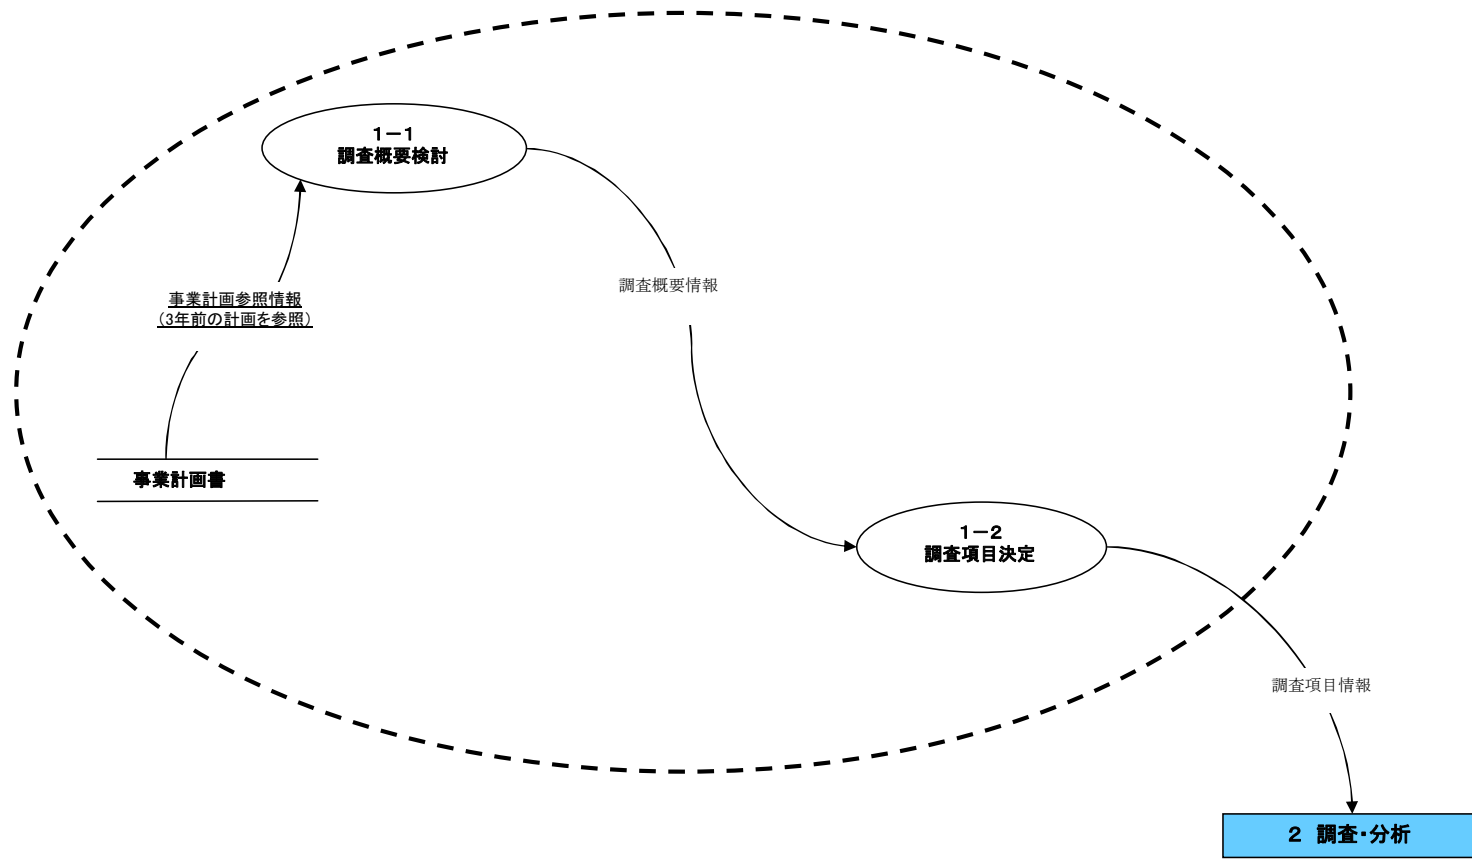 1－1
調査概要検討
事業計画参照情報
（3年前の計画を参照）
調査概要情報
事業計画書
1－2
調査項目決定
調査項目情報
2 調査・分析